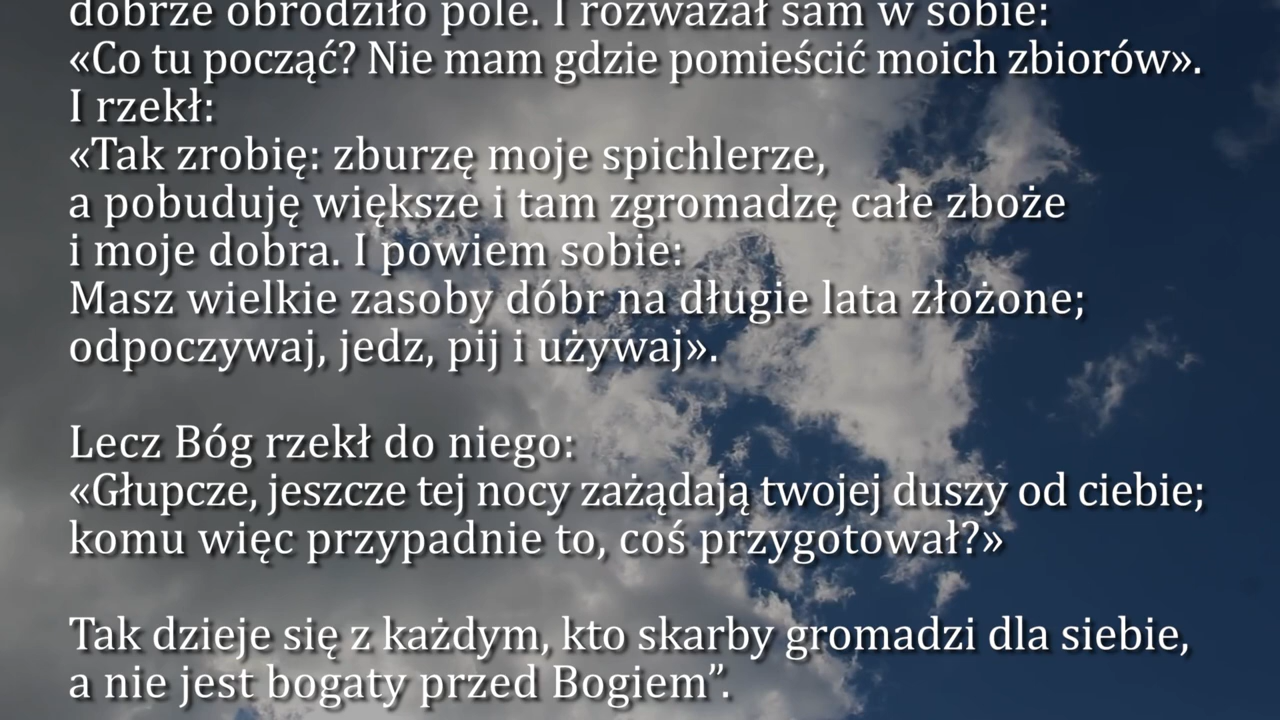 dobrze obrodziło pole. I rozważał sam w sobie:
«Co tu począć? Nie mam gdzie pomieścić moich zbiorów».
I rzekł:
«Tak zrobię: zburzę moje spichlerze,
a pobuduję większe i tam zgromadzę całe zboże
i moje dobra. I powiem sobie:
Masz wielkie zasoby dóbr na długie lata złożone;
odpoczywaj, jedz, pij i używaj».
Lecz Bóg rzekł do niego:
«Głupcze, jeszcze tej nocy zażądają twojej duszy od ciebie;
komu więc przypadnie to, coś przygotował?»
Tak dzieje się z każdym, kto skarby gromadzi dla siebie,
a nie jest bogaty przed Bogiem”.